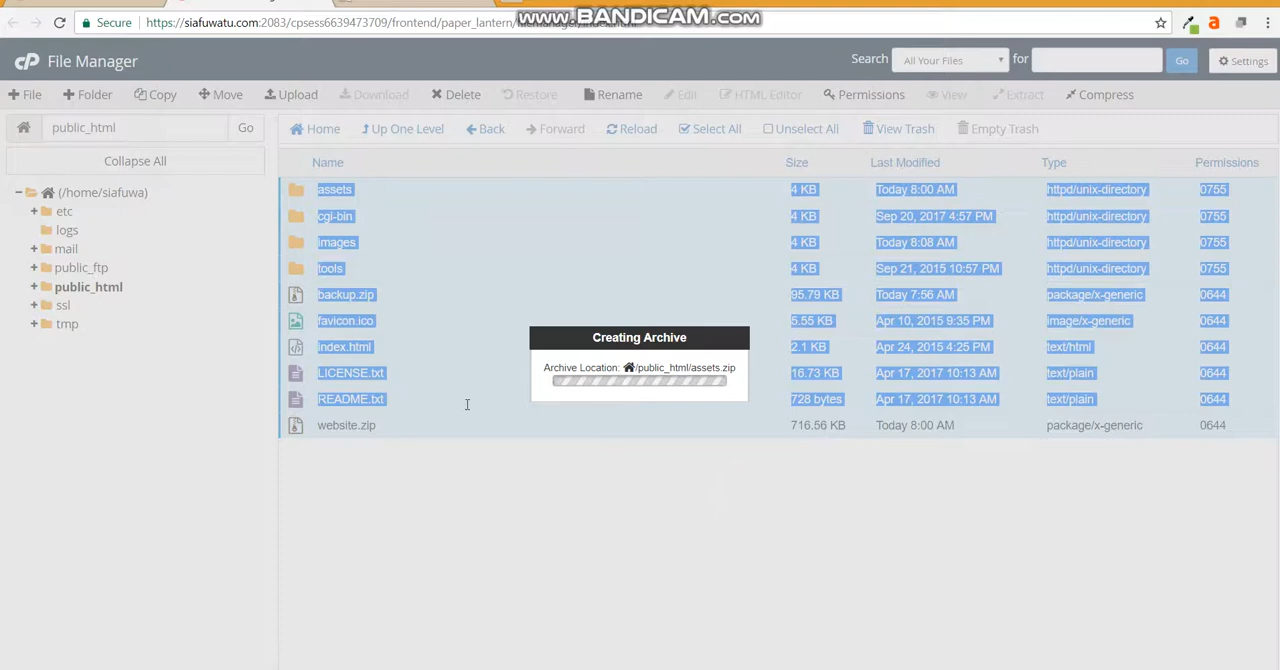 www.BANDICAM.com
Secure https://siafuwatu.com:2083/cpsess6639473709/frontend/paper_lantern/
cP File Manager Search All Your Files for Go Settings
File Folder Copy Move Upload Download Delete Restore Rename Edit HTML Editor Permissions View Extract Compress
public_html Go Home Up One Level Back Forward Reload Select All Unselect All View Trash Empty Trash
Collapse All
Name Size Last Modified Type Permissions
(/home/siafuwa)
etc
logs
mail
public_ftp
public_html
ssl
tmp
assets 4 KB Today 8:00 AM httpd/unix-directory 0755
cgi-bin 4 KB Sep 20, 2017 4:57 PM httpd/unix-directory 0755
images 4 KB Today 8:08 AM httpd/unix-directory 0755
tools 4 KB Sep 21, 2015 10:57 PM httpd/unix-directory 0755
backup.zip 95.79 KB Today 7:56 AM package/x-generic 0644
favicon.ico 5.55 KB Apr 10, 2015 9:35 PM image/x-generic 0644
index.html 2.1 KB Apr 24, 2015 4:25 PM text/html 0644
LICENSE.txt 16.73 KB Apr 17, 2017 10:13 AM text/plain 0644
README.txt 728 bytes Apr 17, 2017 10:13 AM text/plain 0644
website.zip 716.56 KB Today 8:00 AM package/x-generic 0644
Creating Archive
Archive Location: /public_html/assets.zip